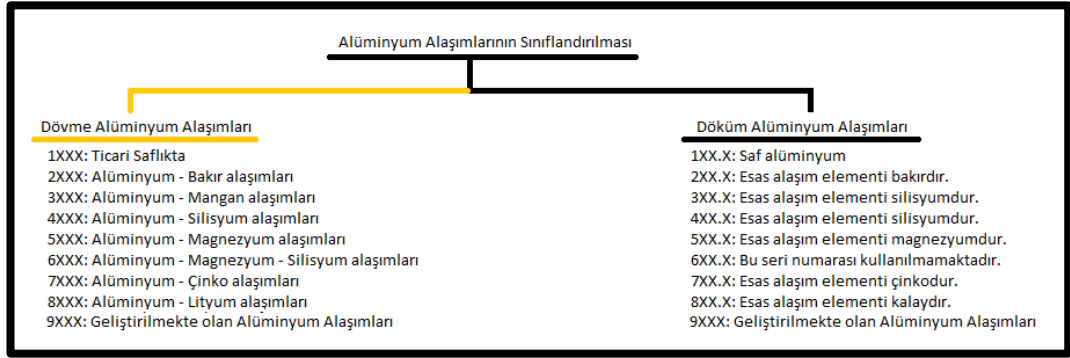 Alüminyum Alaşımlarının Sınıflandırılması
Dövme Alüminyum Alaşımları
1XXX: Ticari Saflıkta
2XXX: Alüminyum - Bakır alaşımları
3XXX: Alüminyum - Mangan alaşımları
4XXX: Alüminyum - Silisyum alaşımları
5XXX: Alüminyum - Magnezyum alaşımları
6XXX: Alüminyum - Magnezyum - Silisyum alaşımları
7XXX: Alüminyum - Çinko alaşımları
8XXX: Alüminyum - Lityum alaşımları
9XXX: Geliştirilmekte olan Alüminyum Alaşımları
Döküm Alüminyum Alaşımları
1XX.X: Saf alüminyum
2XX.X: Esas alaşım elementi bakırdır.
3XX.X: Esas alaşım elementi silisyumdur.
4XX.X: Esas alaşım elementi silisyumdur.
5XX.X: Esas alaşım elementi magnezyumdur.
6XX.X: Bu seri numarası kullanılmamaktadır.
7XX.X: Esas alaşım elementi çinkodur.
8XX.X: Esas alaşım elementi kalaydır.
9XXX: Geliştirilmekte olan Alüminyum Alaşımları